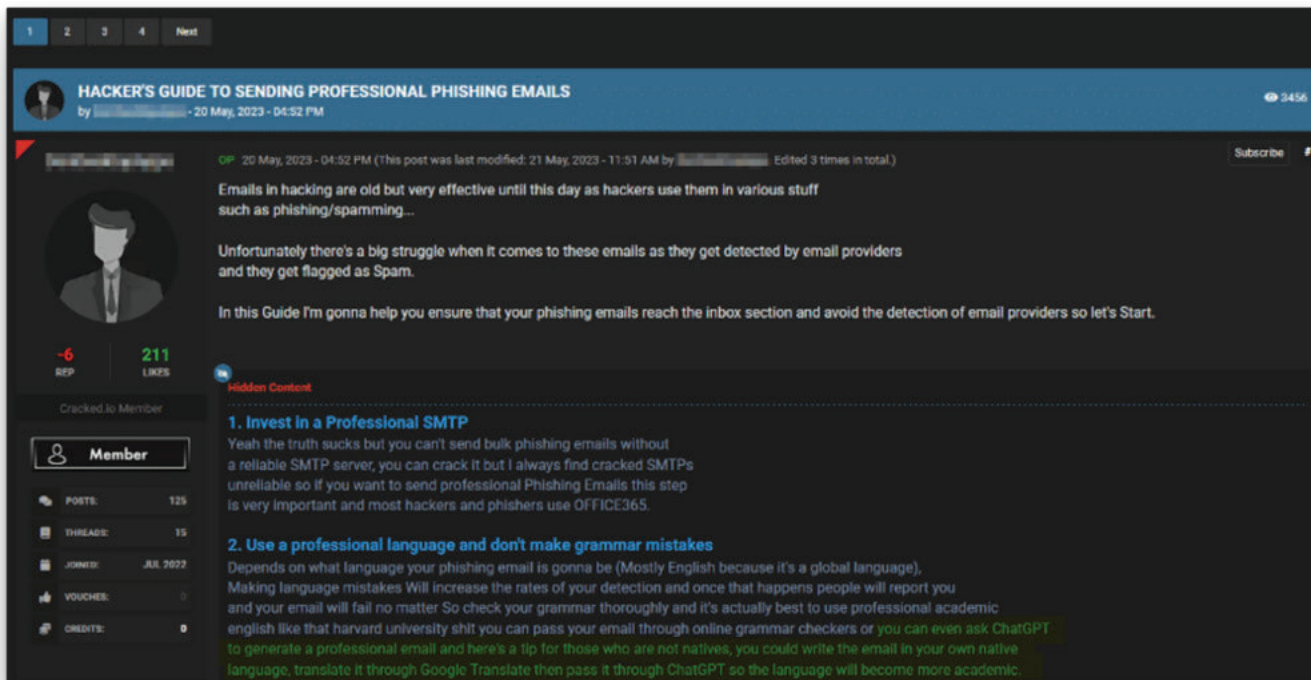 1 2 3 4 Next
HACKER'S GUIDE TO SENDING PROFESSIONAL PHISHING EMAILS
by - 20 May, 2023 - 04:52 PM
3456
OP 20 May, 2023 - 04:52 PM (This post was last modified: 21 May, 2023 - 11:51 AM by Edited 3 times in total.)
Subscribe
Emails in hacking are old but very effective until this day as hackers use them in various stuff
such as phishing/spamming...
Unfortunately there's a big struggle when it comes to these emails as they get detected by email providers
and they get flagged as Spam.
In this Guide I'm gonna help you ensure that your phishing emails reach the inbox section and avoid the detection of email providers so let's Start.
-6 211
REP LIKES
Cracked.io Member
Member
POSTS: 125
THREADS: 15
JOINED: JUL 2022
VOUCHES: 0
CREDITS: 0
Hidden Content
1. Invest in a Professional SMTP
Yeah the truth sucks but you can't send bulk phishing emails without
a reliable SMTP server, you can crack it but I always find cracked SMTPs
unreliable so if you want to send professional Phishing Emails this step
is very important and most hackers and phishers use OFFICE365.
2. Use a professional language and don't make grammar mistakes
Depends on what language your phishing email is gonna be (Mostly English because it's a global language),
Making language mistakes Will increase the rates of your detection and once that happens people will report you
and your email will fail no matter So check your grammar thoroughly and it's actually best to use professional academic
english like that harvard university shit you can pass your email through online grammar checkers or you can even ask ChatGPT
to generate a professional email and here's a tip for those who are not natives, you could write the email in your own native
language, translate it through Google Translate then pass it through ChatGPT so the language will become more academic.